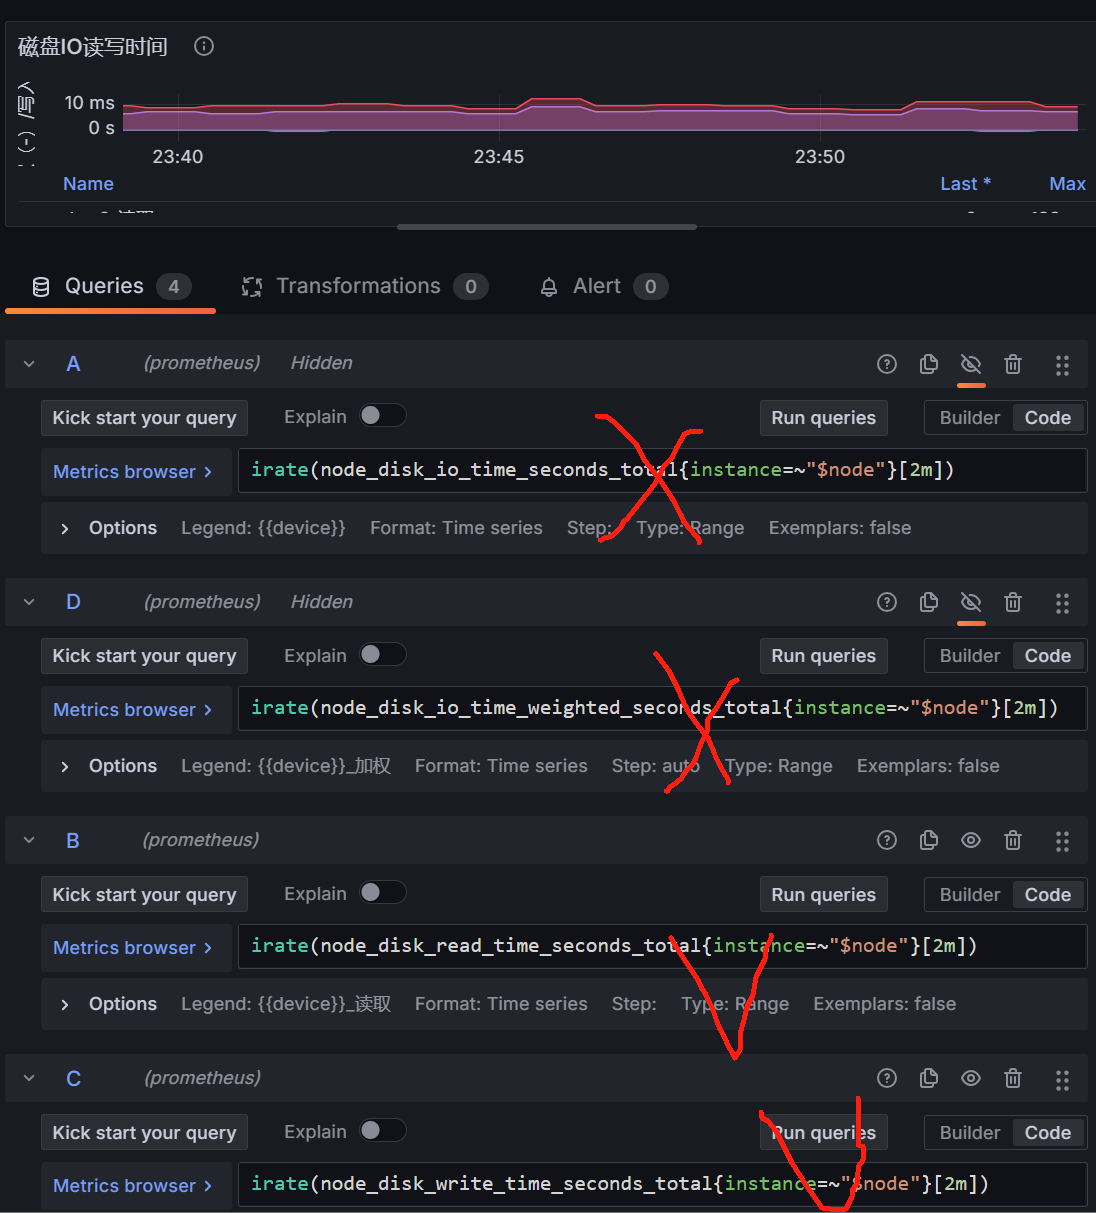 磁盘IO读写时间
(-) /写入
10 ms
0 s
23:40 23:45 23:50
Name Last * Max
Queries 4 Transformations 0 Alert 0
A (prometheus) Hidden
Kick start your query Explain Run queries Builder Code
Metrics browser > irate(node_disk_io_time_seconds_total{instance=~"$node"}[2m])
> Options Legend: {{device}} Format: Time series Step: Type: Range Exemplars: false
D (prometheus) Hidden
Kick start your query Explain Run queries Builder Code
Metrics browser > irate(node_disk_io_time_weighted_seconds_total{instance=~"$node"}[2m])
> Options Legend: {{device}}_加权 Format: Time series Step: auto Type: Range Exemplars: false
B (prometheus)
Kick start your query Explain Run queries Builder Code
Metrics browser > irate(node_disk_read_time_seconds_total{instance=~"$node"}[2m])
> Options Legend: {{device}}_读取 Format: Time series Step: Type: Range Exemplars: false
C (prometheus)
Kick start your query Explain Run queries Builder Code
Metrics browser > irate(node_disk_write_time_seconds_total{instance=~"$node"}[2m])